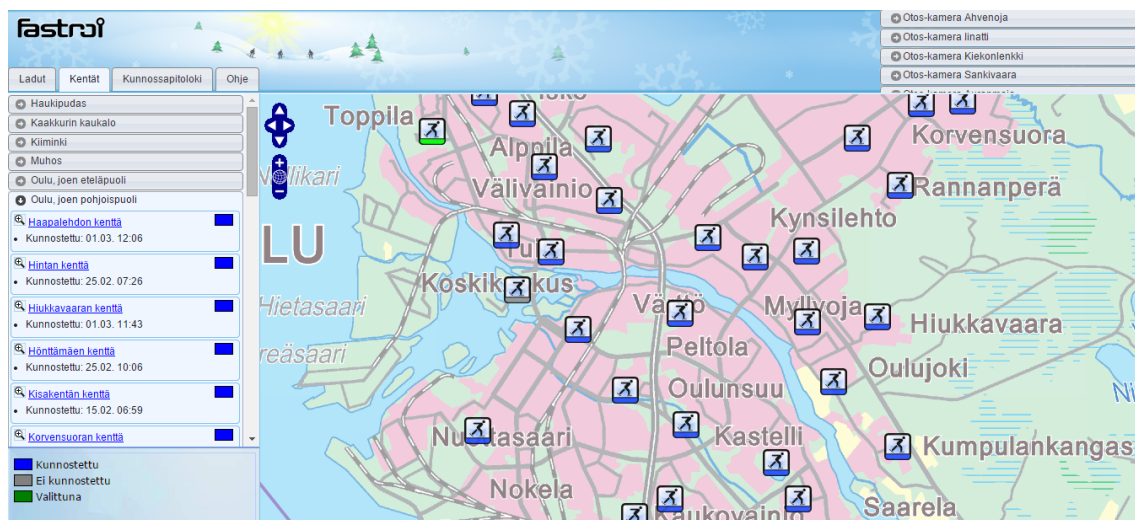 fastroi
Otos-kamera Ahvenoja
Otos-kamera Iinatti
Otos-kamera Kiekonlenkki
Otos-kamera Sankivaara
Ladut
Kentät
Kunnossapitoloki
Ohje
Haukipudas
Kaakkurin kaukalo
Kiiminki
Muhos
Oulu, joen eteläpuoli
Oulu, joen pohjoispuoli
Haapalehdon kenttä
Kunnostettu: 01.03. 12:06
Hintan kenttä
Kunnostettu: 25.02. 07:26
Hiukkavaaran kenttä
Kunnostettu: 01.03. 11:43
Hönttämäen kenttä
Kunnostettu: 25.02. 10:06
Kisakentän kenttä
Kunnostettu: 15.02. 06:59
Korvensuoran kenttä
Kunnostettu
Ei kunnostettu
Valittuna
Toppila
Korvensuora
Alppila
Välivainio
Rannanperä
Kynsilehto
LU
Hietasaari
Myllyoja
Hiukkavaara
Peltola
Oulujoki
Oulunsuu
Kastelli
Kumpulankangas
Nokela
Kaukovainio
Saarela